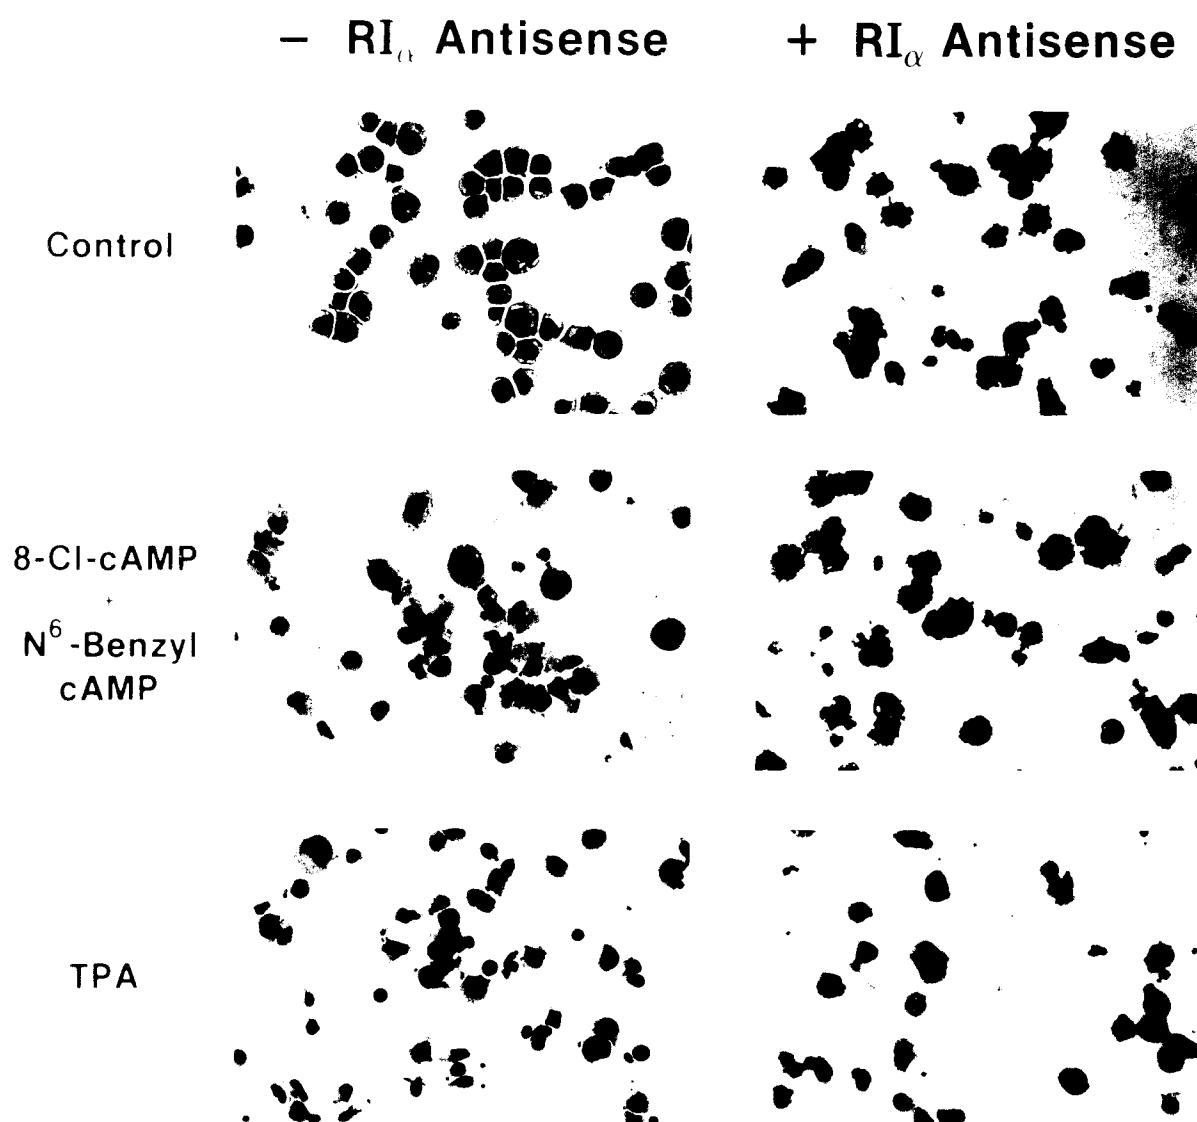 − RIα Antisense
+ RIα Antisense
Control
8-Cl-cAMP
+
N⁶-Benzyl
cAMP
TPA